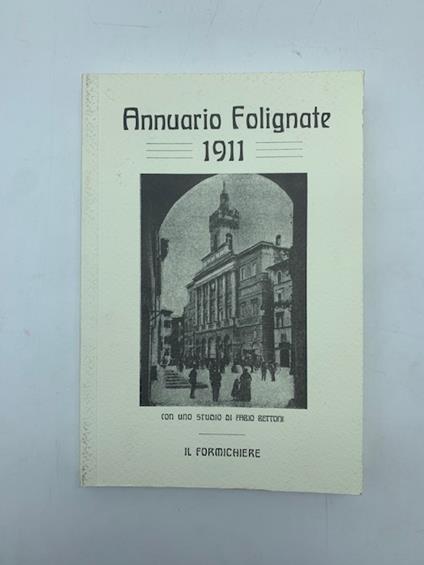 Annuario Folignate
1911
CON UNO STUDIO DI FABIO BETTONI
IL FORMICHIERE